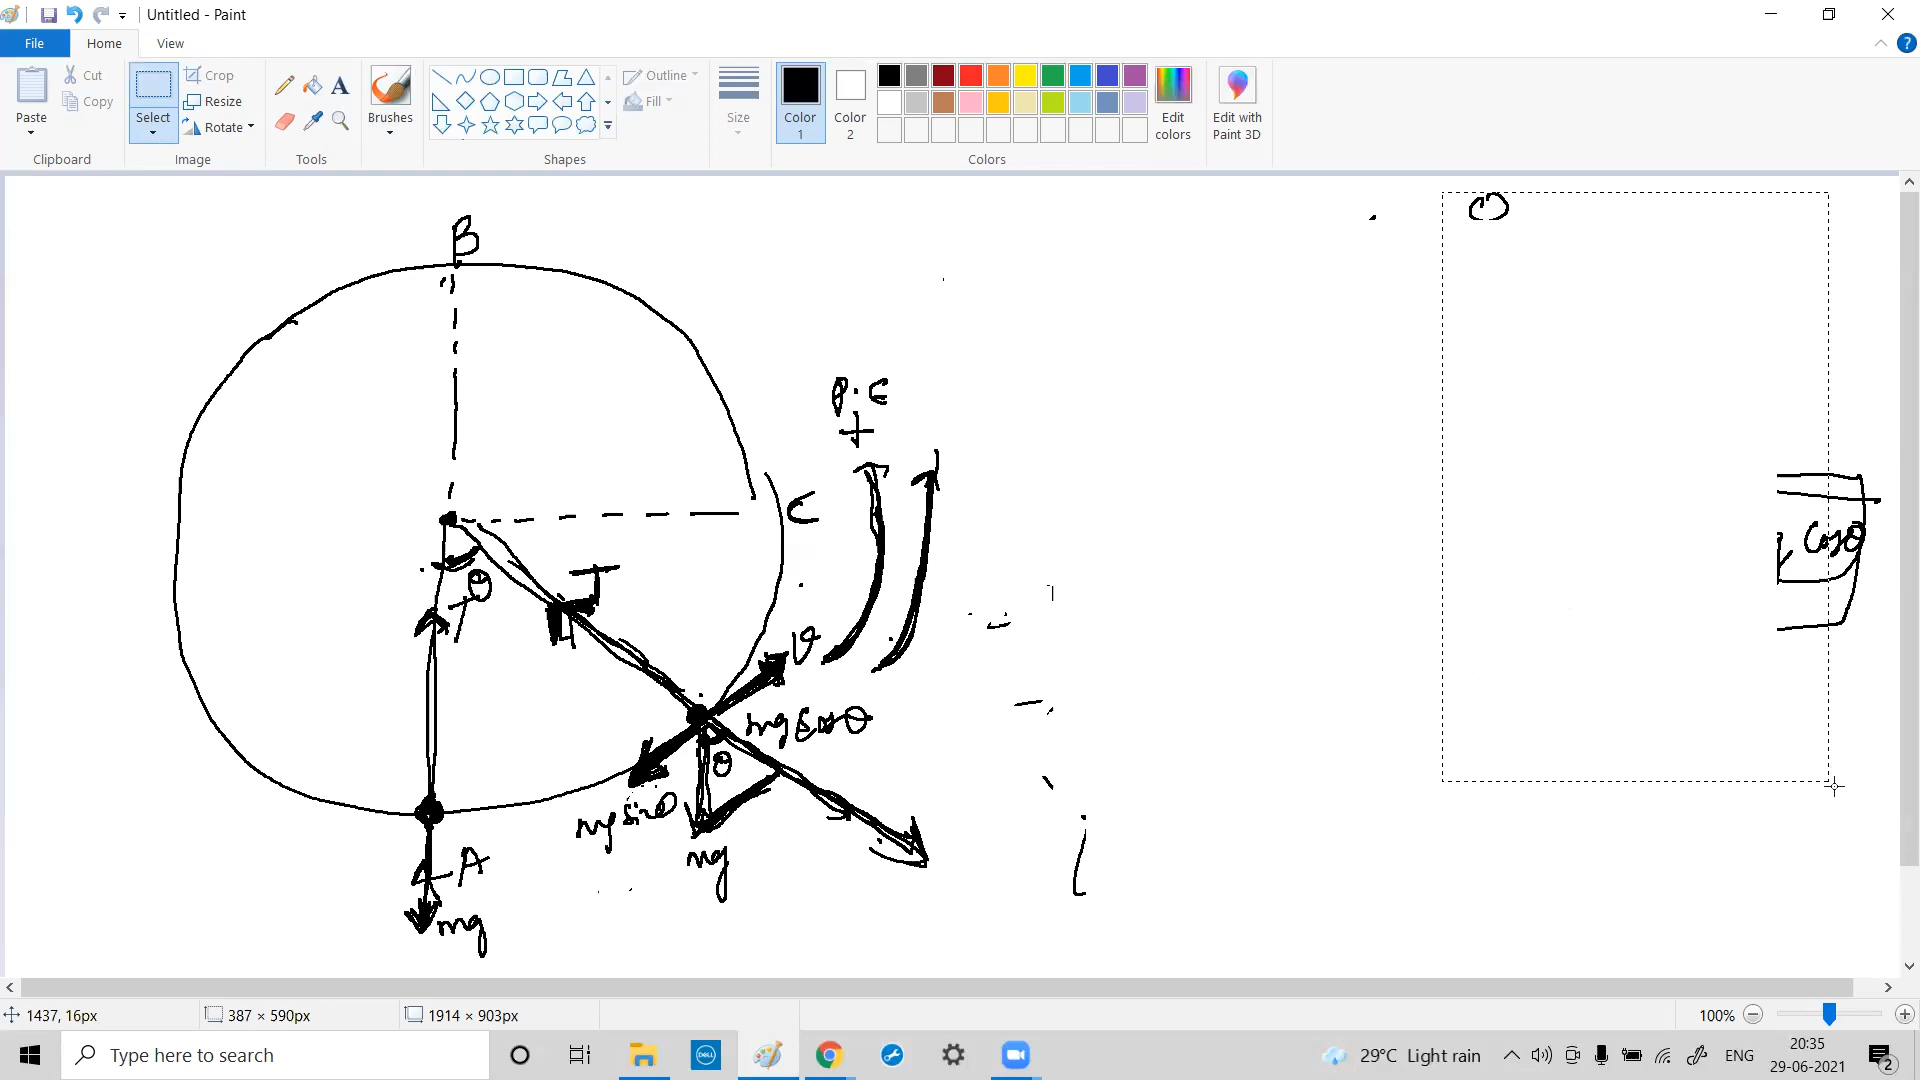 Untitled - Paint
File
Home
View
Paste
Cut
Copy
Clipboard
Select
Crop
Resize
Rotate
Image
Tools
Brushes
Shapes
Outline
Fill
Size
Color
1
Color
2
Edit
colors
Edit with
Paint 3D
Colors
B
P.E
+
C
T
θ
Cosθ
v
mg cosθ
θ
mg sinθ
mg
A
mg
1437, 16px
387 × 590px
1914 × 903px
100%
Type here to search
DELL
29°C Light rain
ENG
20:35
29-06-2021
2